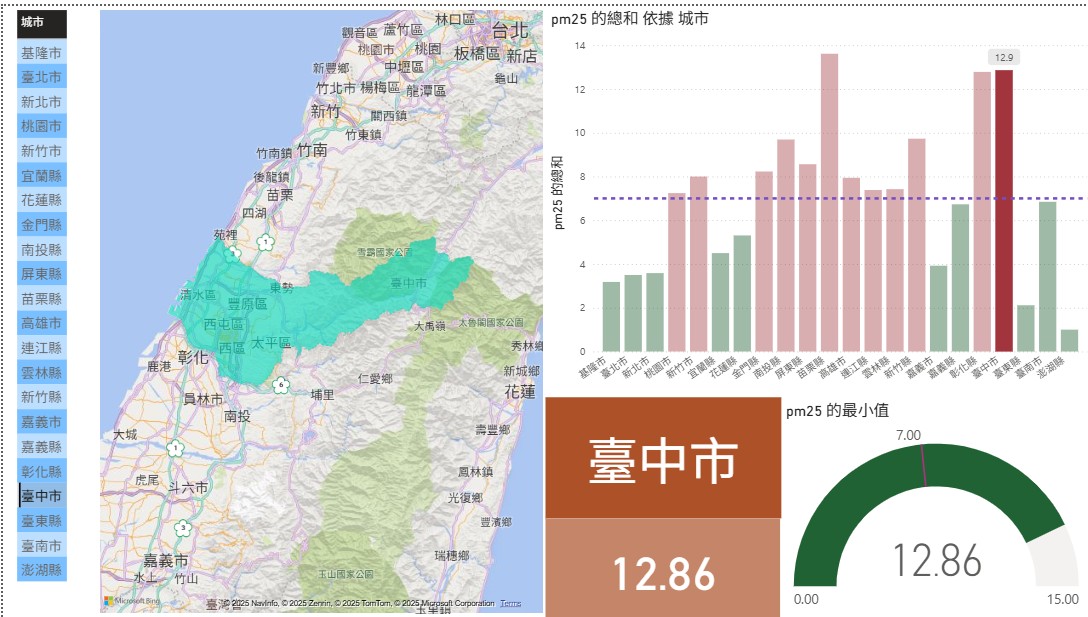 城市
基隆市
臺北市
新北市
桃園市
新竹市
宜蘭縣
花蓮縣
金門縣
南投縣
屏東縣
苗栗縣
高雄市
連江縣
雲林縣
新竹縣
嘉義市
嘉義縣
彰化縣
臺中市
臺東縣
臺南市
澎湖縣
林口區
觀音區 蘆竹區
台北
桃園市 桃園
板橋區 新店
新豐鄉 中壢區
龜山
竹北市 楊梅區 龍潭區
新竹
關西鎮
竹東鎮
竹南鎮 竹南
後龍鎮
苗栗
四湖
苑裡
1
3
雪霸國家公園
東勢
臺中市
清水區
豐原區
西屯區
大禹嶺
太魯閣國家公園
西區 太平區
秀林鄉
彰化
鹿港
新城鄉
仁愛鄉
6
花蓮
員林市
埔里
南投
大城
壽豐鄉
1
虎尾
斗六市
鳳林鎮
光復鄉
3
豐濱鄉
嘉義市
瑞穗鄉
水上 竹山
玉山國家公園
Microsoft Bing
© 2025 NavInfo, © 2025 Zenrin, © 2025 TomTom, © 2025 Microsoft Corporation Terms
玉里鎮
pm25 的總和 依據 城市
pm25 的總和
14
12
10
8
6
4
2
0
12.9
基隆市
臺北市
新北市
桃園市
新竹市
宜蘭縣
花蓮縣
金門縣
南投縣
屏東縣
苗栗縣
高雄市
連江縣
雲林縣
新竹縣
嘉義市
嘉義縣
彰化縣
臺中市
臺東縣
臺南市
澎湖縣
臺中市
12.86
pm25 的最小值
7.00
12.86
0.00
15.00